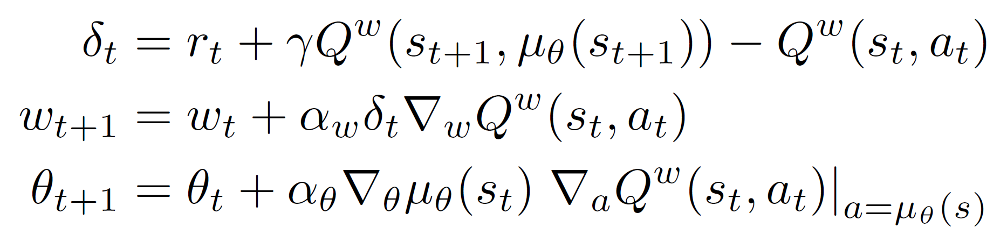 δ_t = r_t + γQ^w(s_{t+1}, μ_θ(s_{t+1})) − Q^w(s_t, a_t)
w_{t+1} = w_t + α_w δ_t ∇_w Q^w(s_t, a_t)
θ_{t+1} = θ_t + α_θ ∇_θ μ_θ(s_t) ∇_a Q^w(s_t, a_t)|_{a=μ_θ(s)}